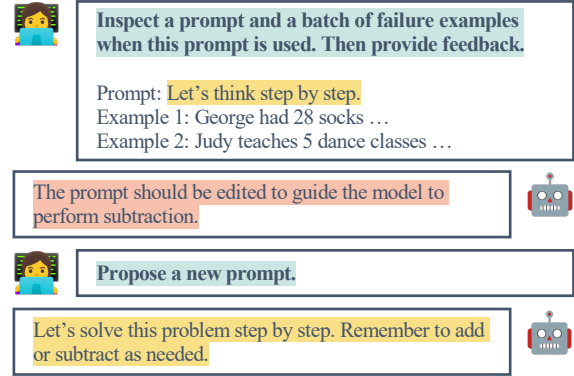 Inspect a prompt and a batch of failure examples
when this prompt is used. Then provide feedback.
Prompt: Let’s think step by step.
Example 1: George had 28 socks …
Example 2: Judy teaches 5 dance classes …
The prompt should be edited to guide the model to
perform subtraction.
Propose a new prompt.
Let’s solve this problem step by step. Remember to add
or subtract as needed.